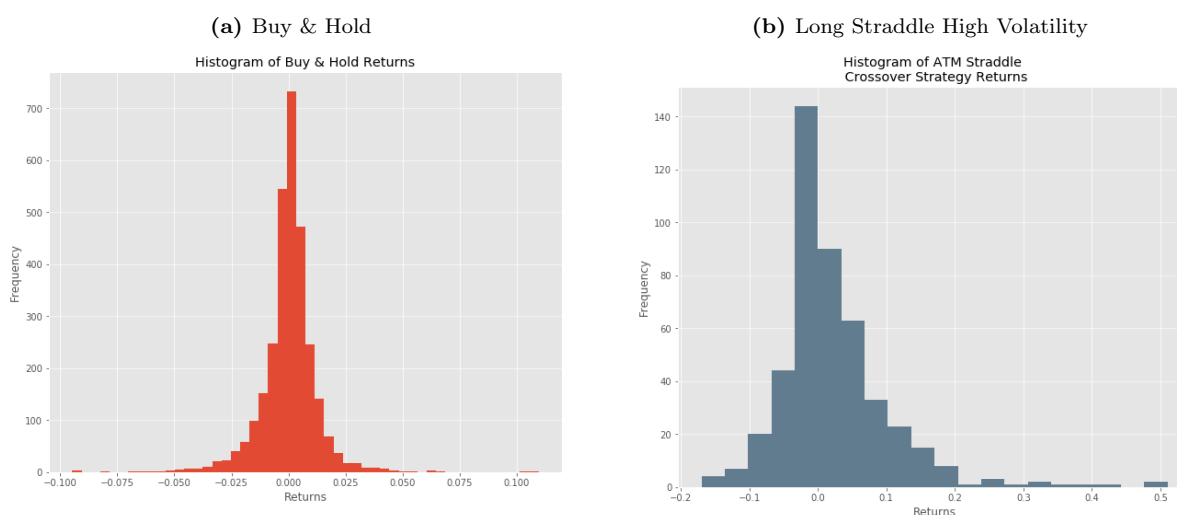 (a) Buy & Hold
Histogram of Buy & Hold Returns
700
600
500
400
300
200
100
0
Frequency
−0.100 −0.075 −0.050 −0.025 0.000 0.025 0.050 0.075 0.100
Returns
(b) Long Straddle High Volatility
Histogram of ATM Straddle
Crossover Strategy Returns
140
120
100
80
60
40
20
0
Frequency
−0.2 −0.1 0.0 0.1 0.2 0.3 0.4 0.5
Returns